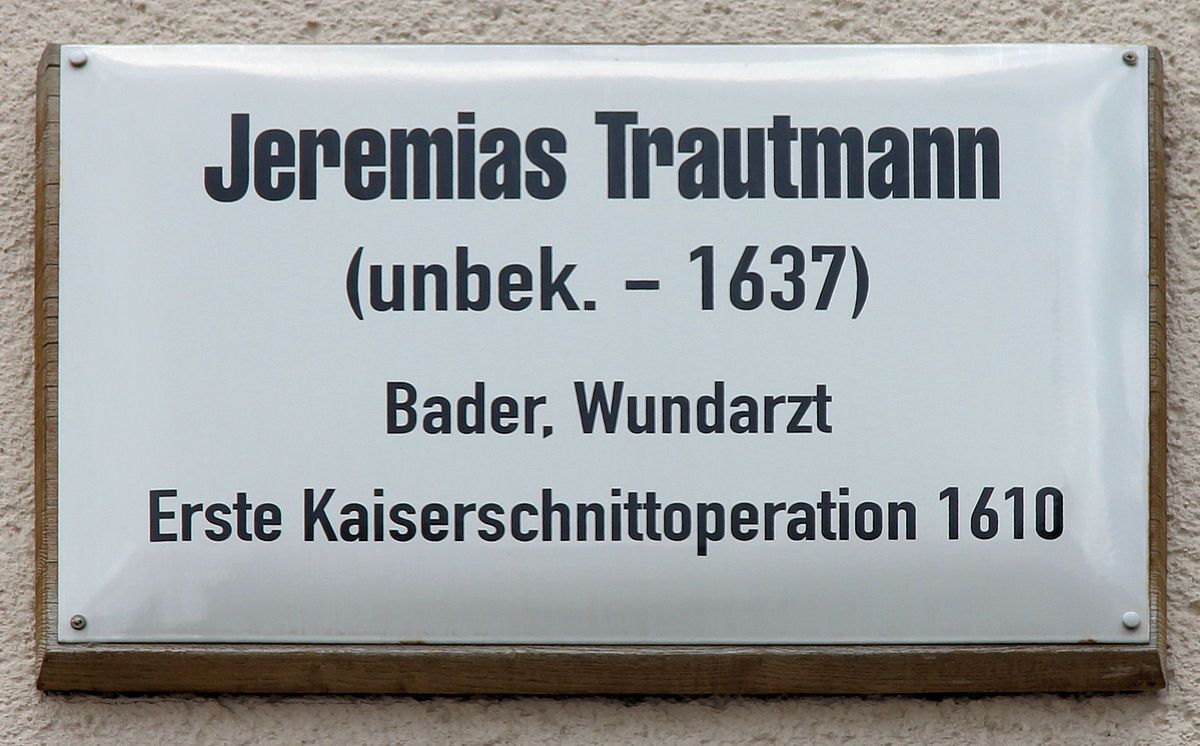 Jeremias Trautmann
(unbek. – 1637)
Bader, Wundarzt
Erste Kaiserschnittoperation 1610